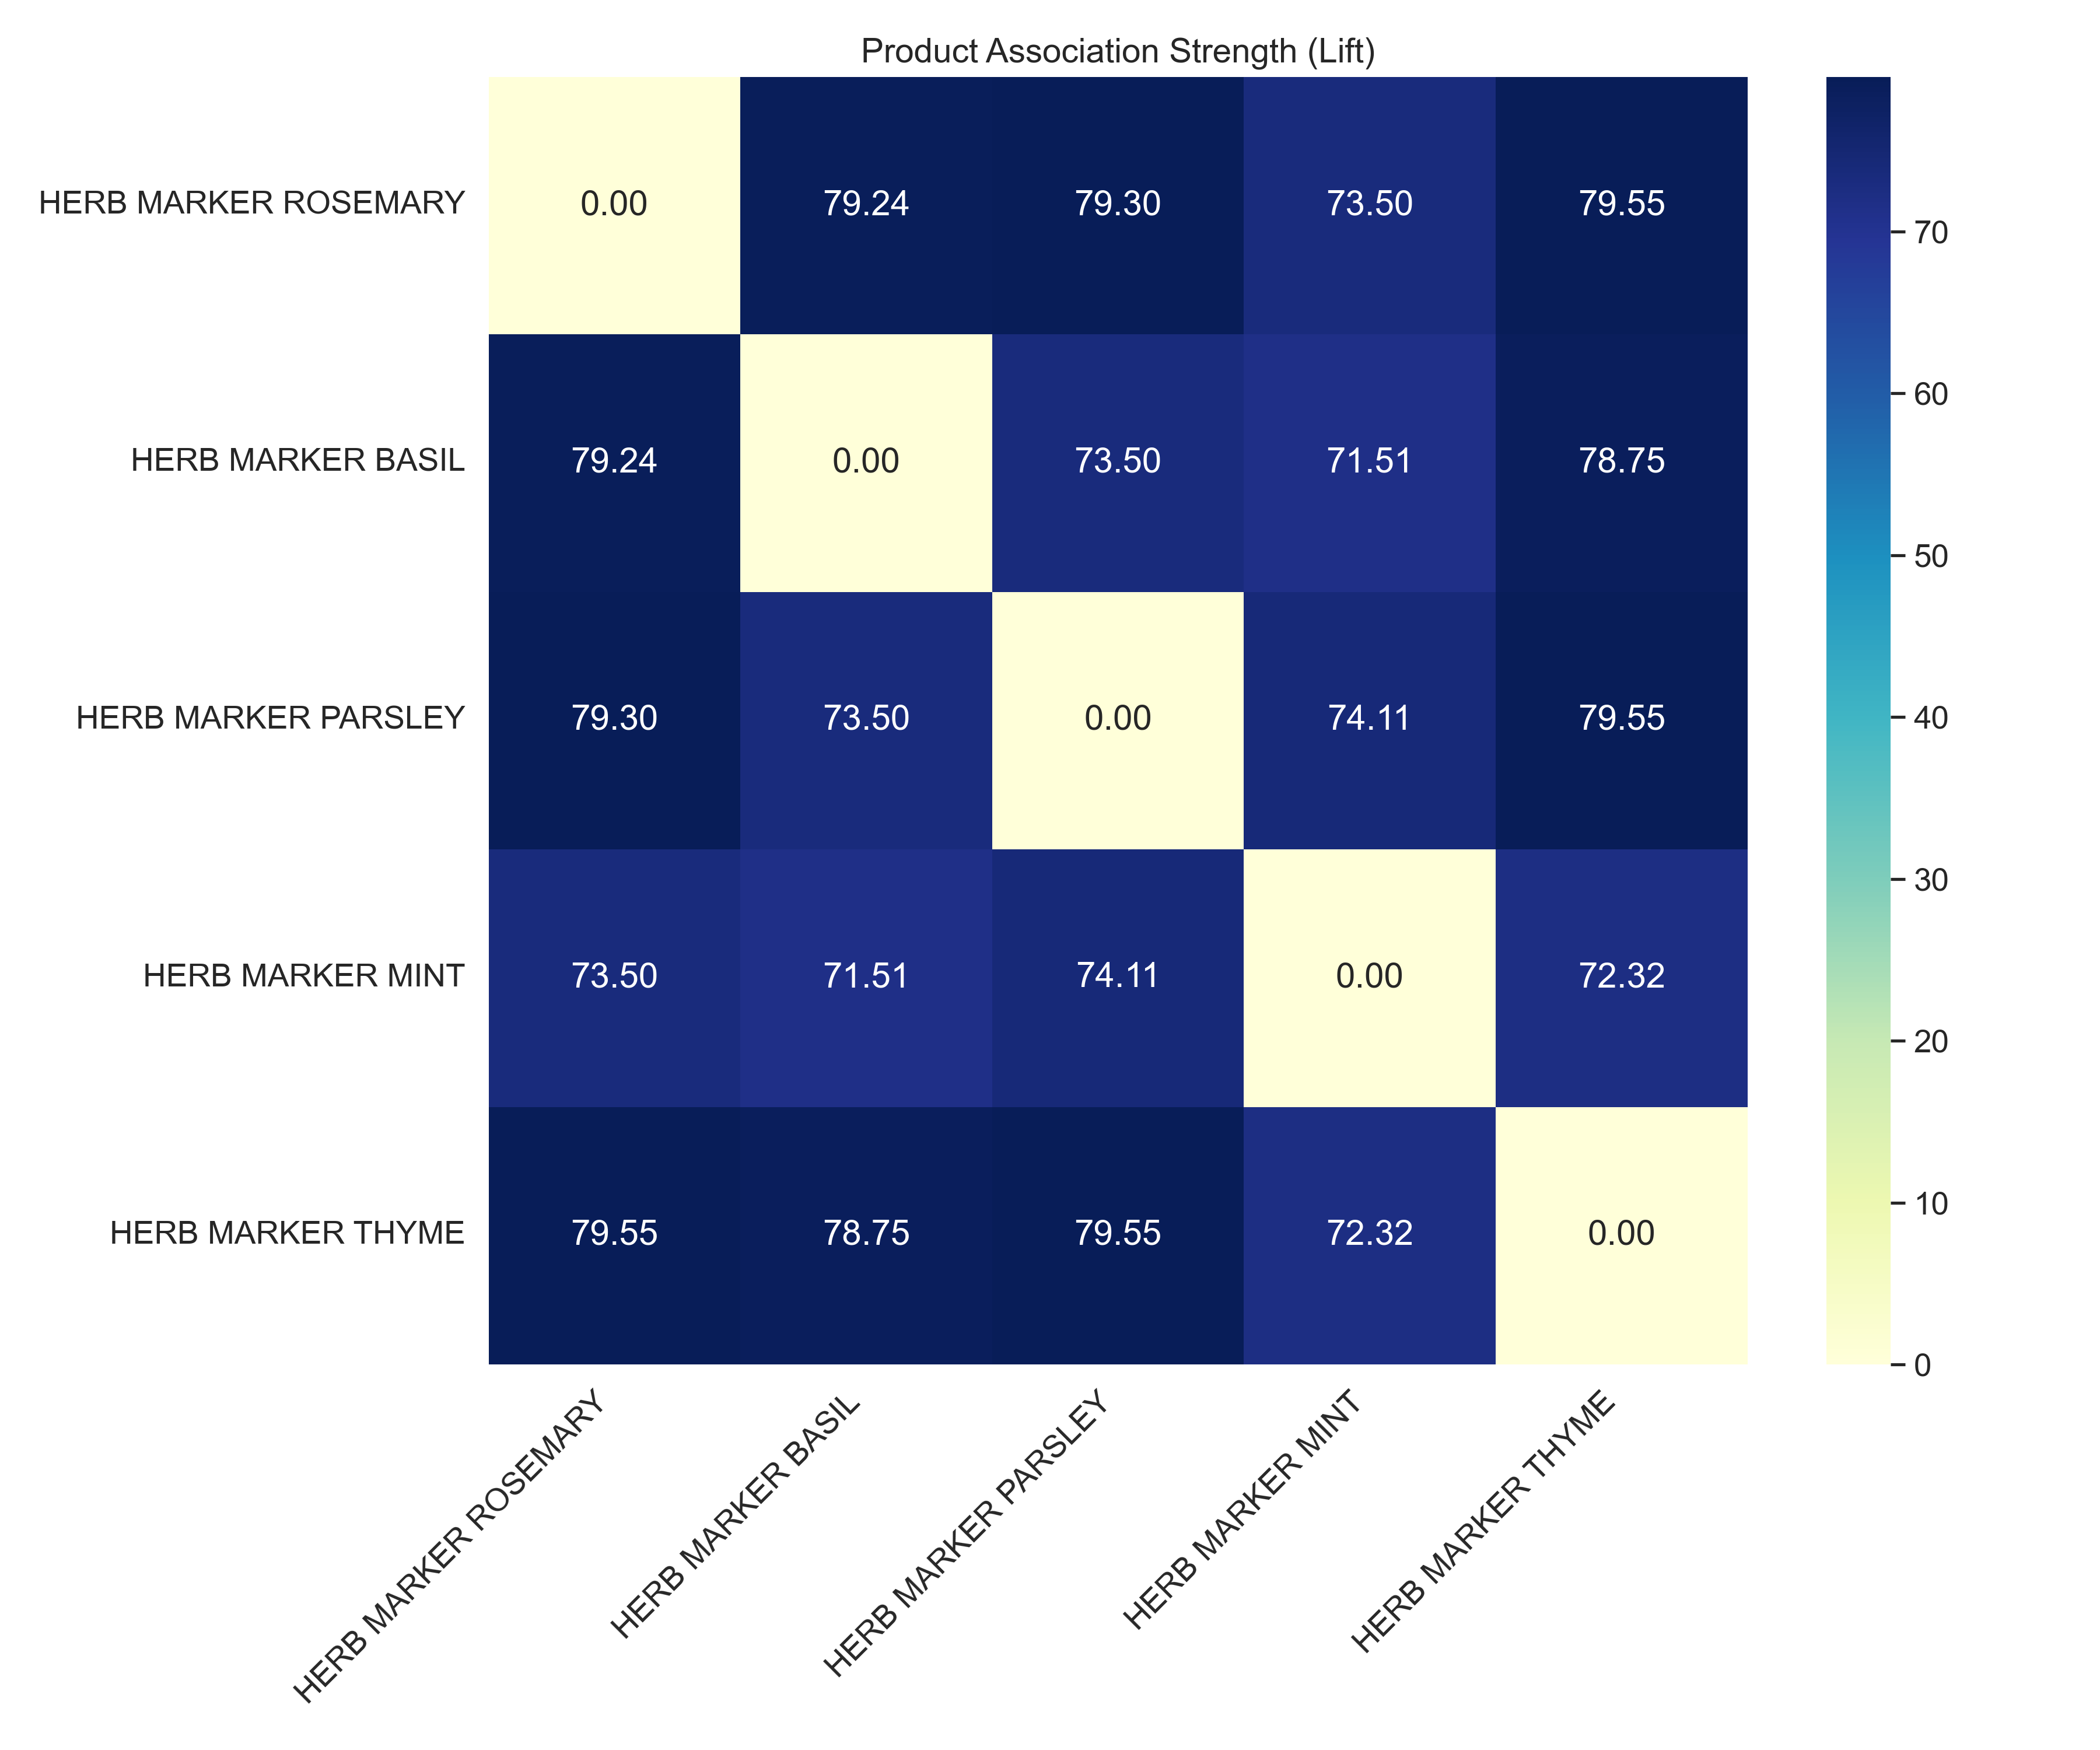 Product Association Strength (Lift)
HERB MARKER ROSEMARY
0.00 79.24 79.30 73.50 79.55
HERB MARKER BASIL
79.24 0.00 73.50 71.51 78.75
HERB MARKER PARSLEY
79.30 73.50 0.00 74.11 79.55
HERB MARKER MINT
73.50 71.51 74.11 0.00 72.32
HERB MARKER THYME
79.55 78.75 79.55 72.32 0.00
HERB MARKER ROSEMARY
HERB MARKER BASIL
HERB MARKER PARSLEY
HERB MARKER MINT
HERB MARKER THYME
70
60
50
40
30
20
10
0